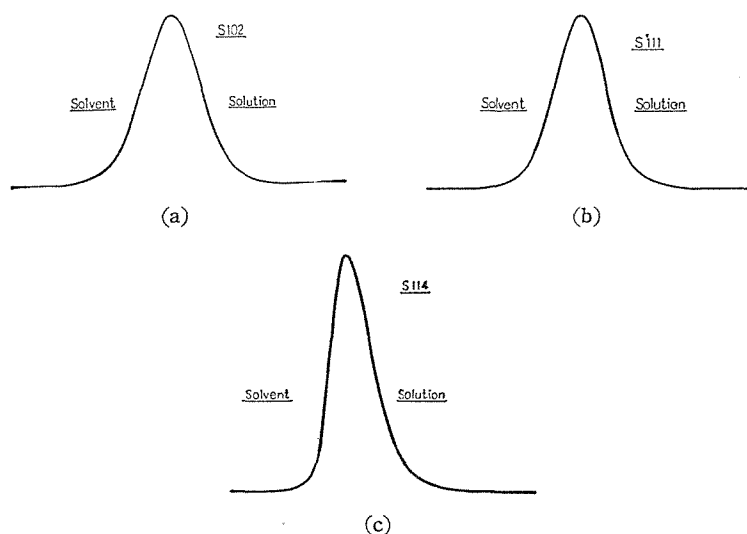 S102
Solvent
Solution
(a)
S111
Solvent
Solution
(b)
S114
Solvent
Solution
(c)